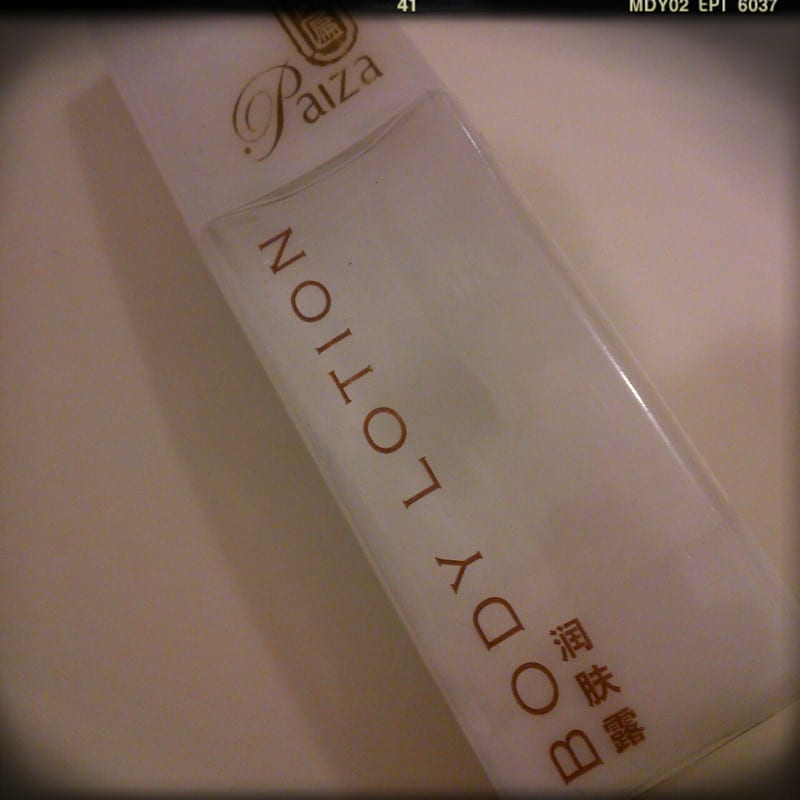 41
MDY02 EPT 6037
Paiza
BODY LOTION
润肤露